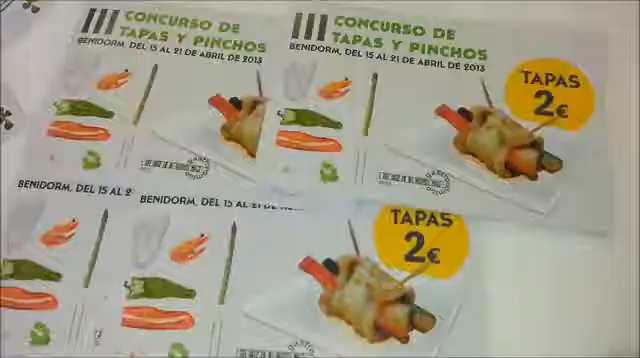 III CONCURSO DE
TAPAS Y PINCHOS
BENIDORM, DEL 15 AL 21 DE ABRIL DE 2013
III CONCURSO DE
TAPAS Y PINCHOS
BENIDORM, DEL 15 AL 21 DE ABRIL DE 2013
TAPAS
2€
BENIDORM, DEL 15 AL 2
BENIDORM, DEL 15 AL 21 DE
TAPAS
2€